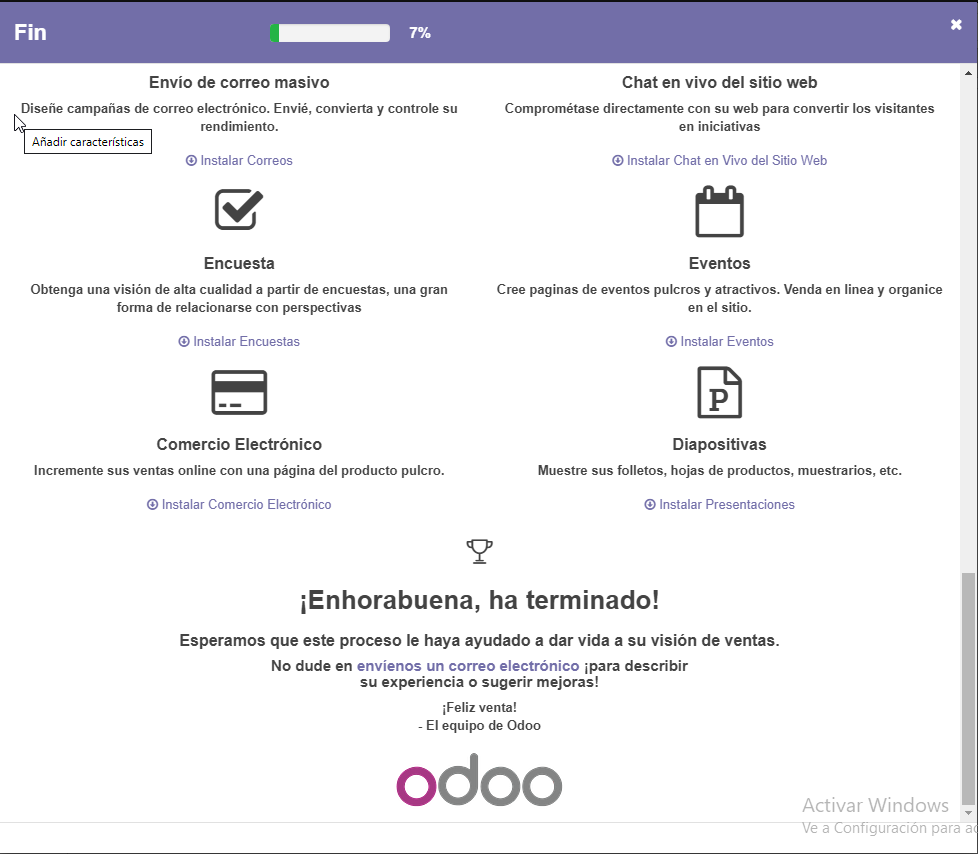 Fin
7%
Envío de correo masivo
Diseñe campañas de correo electrónico. Envié, convierta y controle su
rendimiento.
Añadir características
Instalar Correos
Chat en vivo del sitio web
Comprométase directamente con su web para convertir los visitantes
en iniciativas
Instalar Chat en Vivo del Sitio Web
Encuesta
Obtenga una visión de alta cualidad a partir de encuestas, una gran
forma de relacionarse con perspectivas
Instalar Encuestas
Eventos
Cree paginas de eventos pulcros y atractivos. Venda en linea y organice
en el sitio.
Instalar Eventos
Comercio Electrónico
Incremente sus ventas online con una página del producto pulcro.
Instalar Comercio Electrónico
P
Diapositivas
Muestre sus folletos, hojas de productos, muestrarios, etc.
Instalar Presentaciones
¡Enhorabuena, ha terminado!
Esperamos que este proceso le haya ayudado a dar vida a su visión de ventas.
No dude en envíenos un correo electrónico ¡para describir
su experiencia o sugerir mejoras!
¡Feliz venta!
- El equipo de Odoo
odoo
Activar Windows
Ve a Configuración para ac